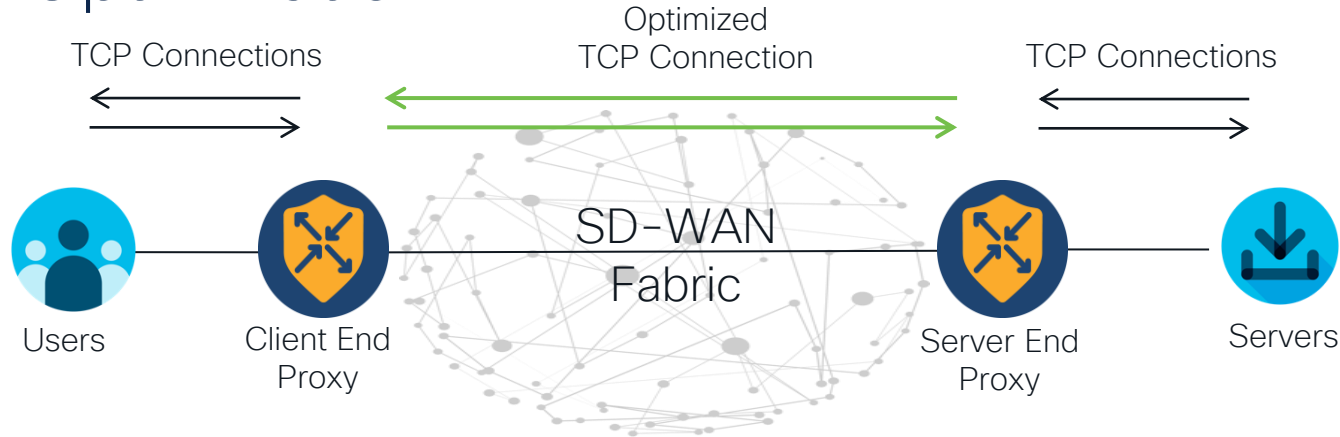 Optimized
TCP Connections
TCP Connection
TCP Connections
SD-WAN
Fabric
Users
Client End
Proxy
Server End
Proxy
Servers